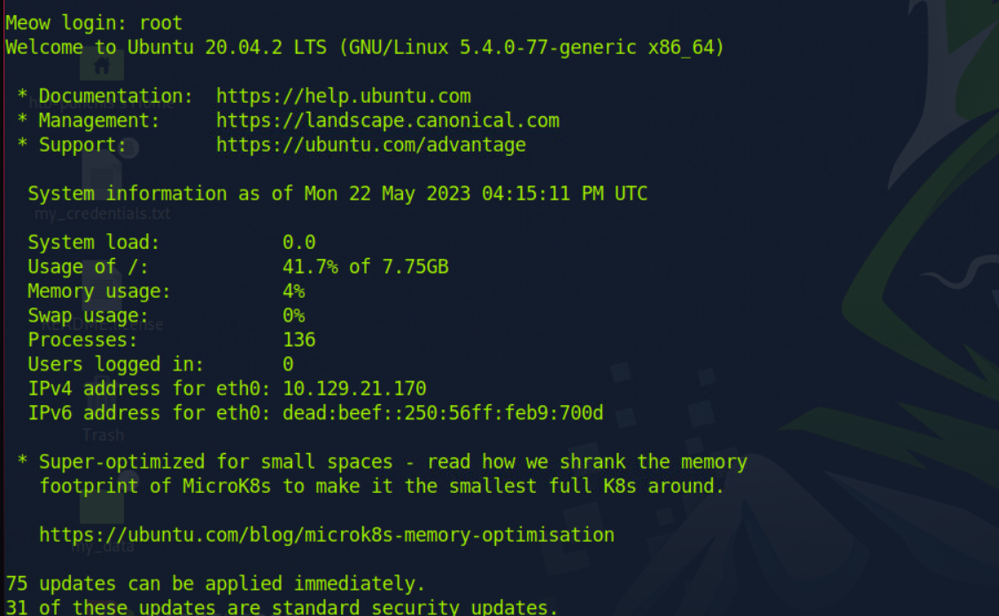 Meow login: root
Welcome to Ubuntu 20.04.2 LTS (GNU/Linux 5.4.0-77-generic x86_64)
* Documentation: https://help.ubuntu.com
* Management: https://landscape.canonical.com
* Support: https://ubuntu.com/advantage
System information as of Mon 22 May 2023 04:15:11 PM UTC
my_credentials.txt
System load: 0.0
Usage of /: 41.7% of 7.75GB
Memory usage: 4%
Swap usage: 0%
README.license
Processes: 136
Users logged in: 0
IPv4 address for eth0: 10.129.21.170
IPv6 address for eth0: dead:beef::250:56ff:feb9:700d
Trash
* Super-optimized for small spaces - read how we shrank the memory
footprint of MicroK8s to make it the smallest full K8s around.
https://ubuntu.com/blog/microk8s-memory-optimisation
my_data
75 updates can be applied immediately.
31 of these updates are standard security updates.